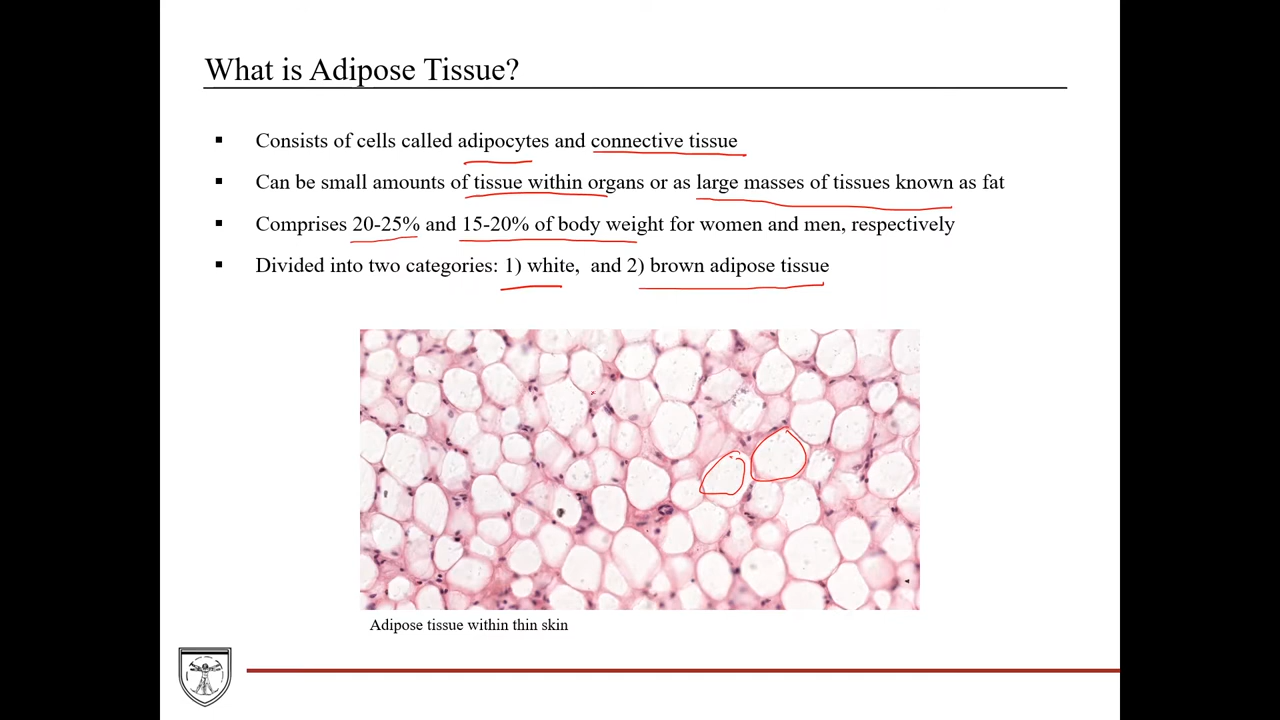 What is Adipose Tissue?
▪ Consists of cells called adipocytes and connective tissue
▪ Can be small amounts of tissue within organs or as large masses of tissues known as fat
▪ Comprises 20-25% and 15-20% of body weight for women and men, respectively
▪ Divided into two categories: 1) white,  and 2) brown adipose tissue
Adipose tissue within thin skin